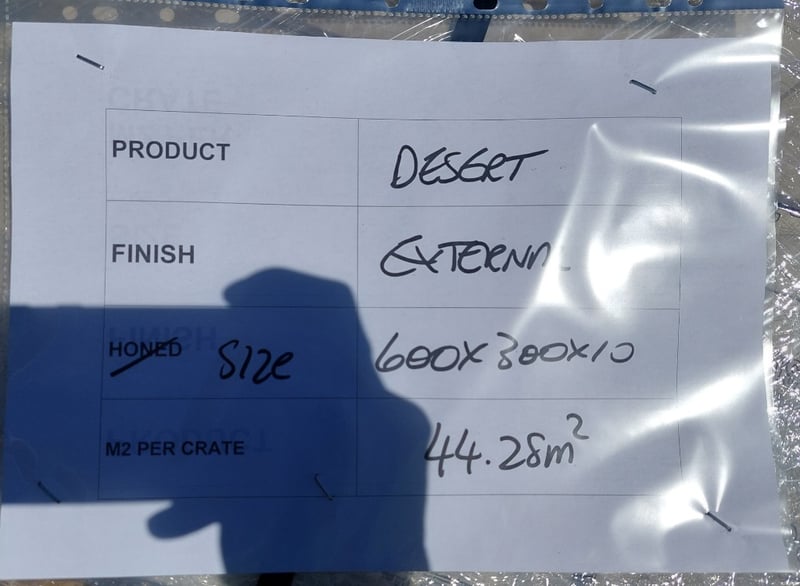 PRODUCT DESERT
FINISH EXTERNAL
HONED SIZE 600X300X10
M2 PER CRATE 44.28m²